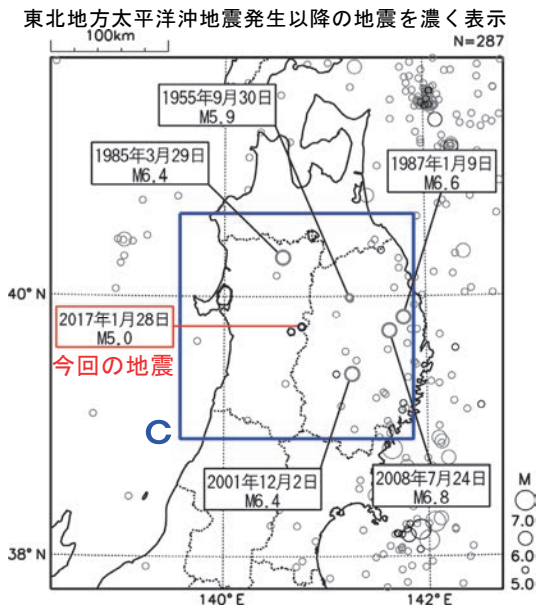 東北地方太平洋沖地震発生以降の地震を濃く表示
100km
N=287
1955年9月30日
M5.9
1985年3月29日
M6.4
1987年1月9日
M6.6
40°N
2017年1月28日
M5.0
今回の地震
C
2001年12月2日
M6.4
2008年7月24日
M6.8
M
7.0
6.0
5.0
38°N
140°E
142°E